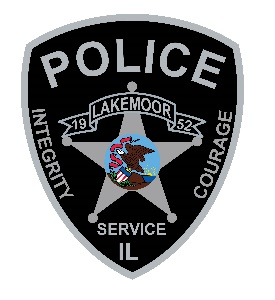 POLICE
LAKEMOOR
19 52
INTEGRITY
COURAGE
SERVICE
IL